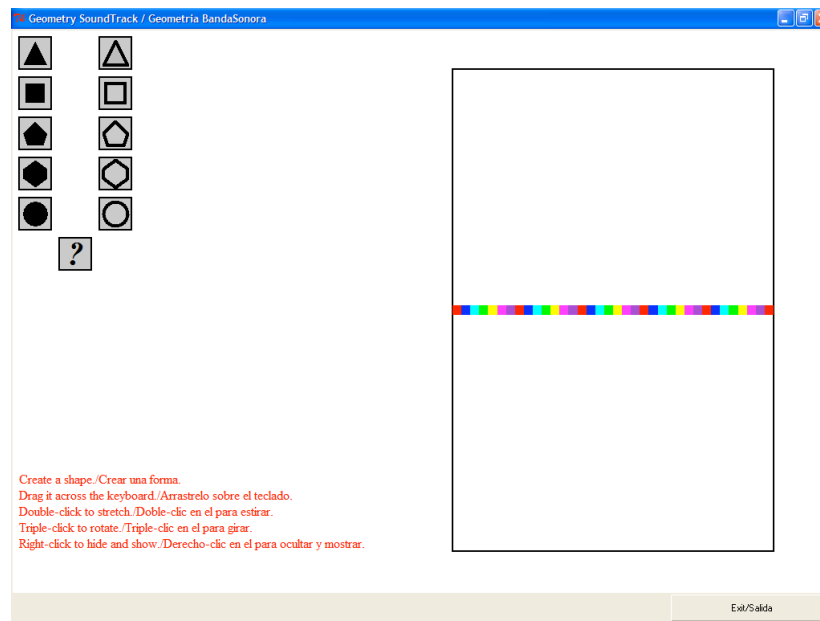 Geometry SoundTrack / Geometria BandaSonora
?
Create a shape./Crear una forma.
Drag it across the keyboard./Arrastrelo sobre el teclado.
Double-click to stretch./Doble-clic en el para estirar.
Triple-click to rotate./Triple-clic en el para girar.
Right-click to hide and show./Derecho-clic en el para ocultar y mostrar.
Exit/Salida